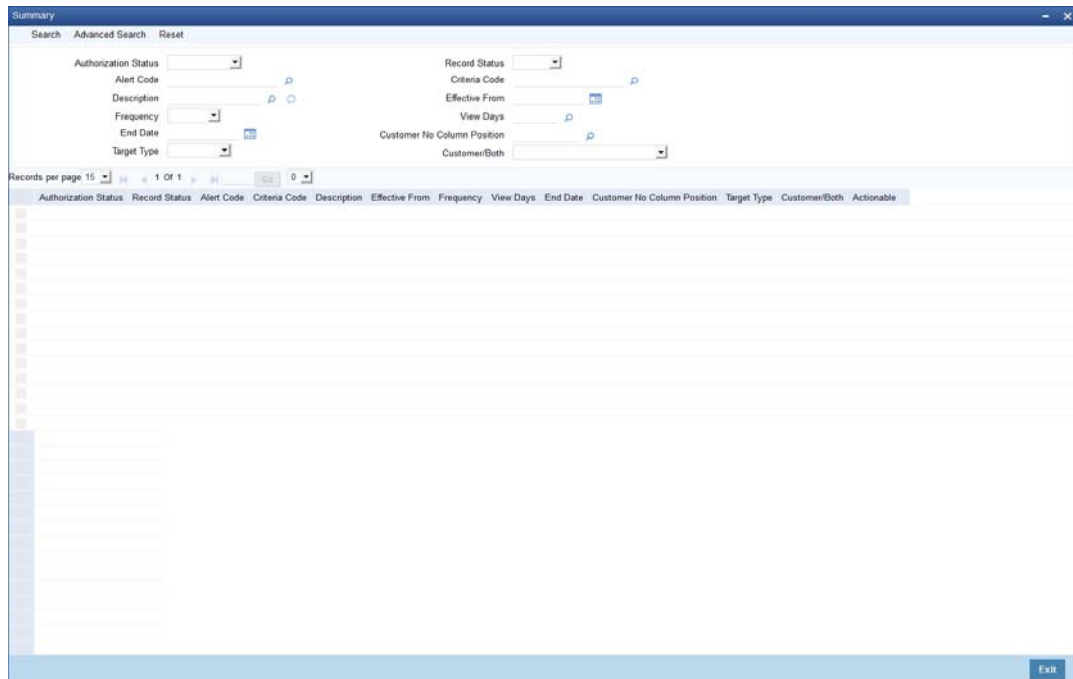 Summary
Search Advanced Search Reset
Authorization Status Record Status
Alert Code Criteria Code
Description Effective From
Frequency View Days
End Date Customer No Column Position
Target Type Customer/Both
Records per page 15 1 Of 1 Go 0
Authorization Status Record Status Alert Code Criteria Code Description Effective From Frequency View Days End Date Customer No Column Position Target Type Customer/Both Actionable
Exit